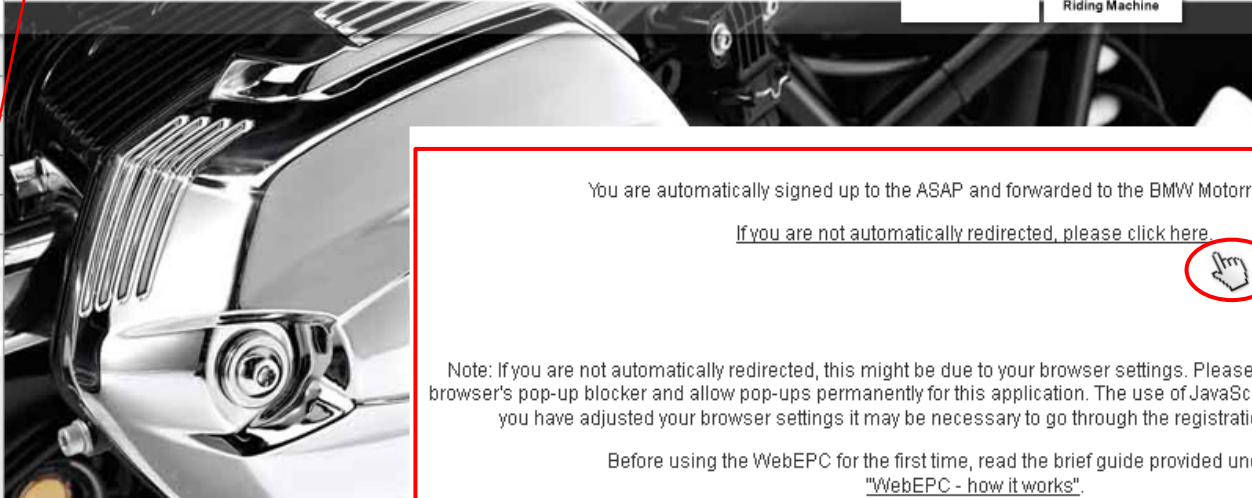 Riding Machine
You are automatically signed up to the ASAP and forwarded to the BMW
If you are not automatically redirected, please click here.
Note: If you are not automatically redirected, this might be due to your browser settings. Please
browser's pop-up blocker and allow pop-ups permanently for this application. The use of
you have adjusted your browser settings it may be necessary to go through the
Before using the WebEPC for the first time, read the brief guide provided
"WebEPC - how it works".